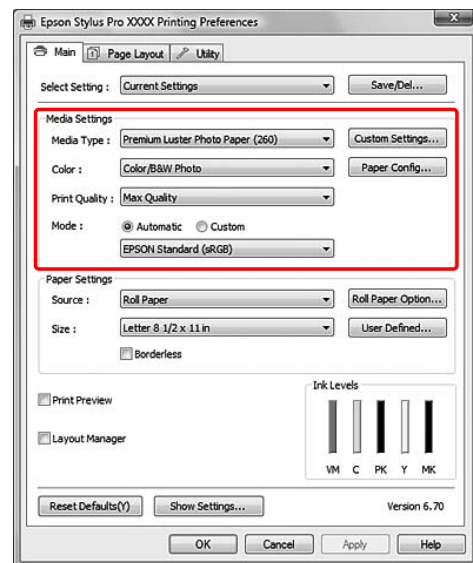 Epson Stylus Pro XXXX Printing Preferences
Main Page Layout Utility
Select Setting : Current Settings Save/Del...
Media Settings
Media Type : Premium Luster Photo Paper (260) Custom Settings...
Color : Color/B&W Photo Paper Config...
Print Quality : Max Quality
Mode : Automatic Custom
EPSON Standard (sRGB)
Paper Settings
Source : Roll Paper Roll Paper Option...
Size : Letter 8 1/2 x 11 in User Defined...
Borderless
Print Preview
Layout Manager
Ink Levels
VM C PK Y MK
Reset Defaults(Y) Show Settings... Version 6.70
OK Cancel Apply Help